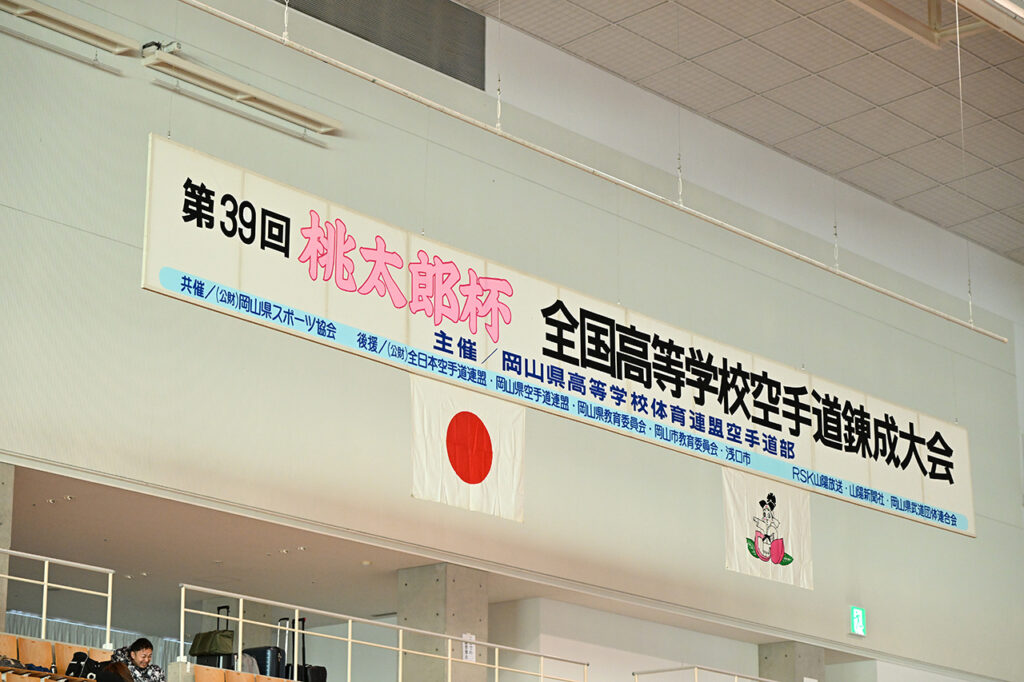 第39回 桃太郎杯 全国高等学校空手道錬成大会
主催／岡山県高等学校体育連盟空手道部
共催／(公財)岡山県スポーツ協会 後援／(公財)全日本空手道連盟・岡山県空手道連盟・岡山県教育委員会・岡山市教育委員会・浅口市
RSK山陽放送・山陽新聞社・岡山県武道団体連合会